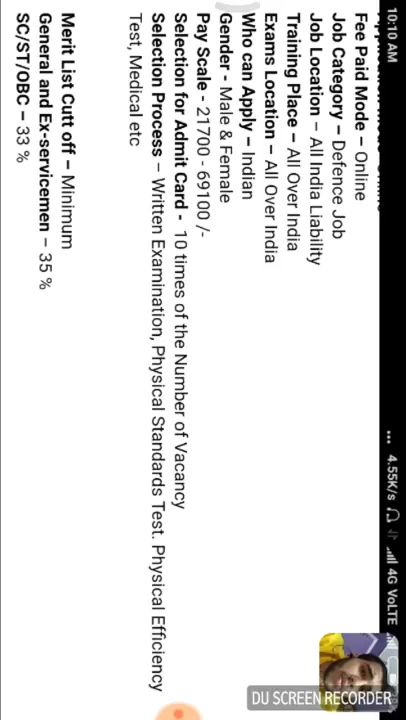 10:10 AM
... 4.55K/s 4G VoLTE
Fee Paid Mode – Online
Job Category – Defence Job
Job Location – All India Liability
Training Place – All Over India
Exams Location – All Over India
Who can Apply – Indian
Gender - Male & Female
Pay Scale - 21700 - 69100 /-
Selection for Admit Card - 10 times of the Number of Vacancy
Selection Process – Written Examination, Physical Standards Test. Physical Efficiency
Test, Medical etc
Merit List Cutt off – Minimum
General and Ex-servicemen – 35 %
SC/ST/OBC – 33 %
DU SCREEN RECORDER